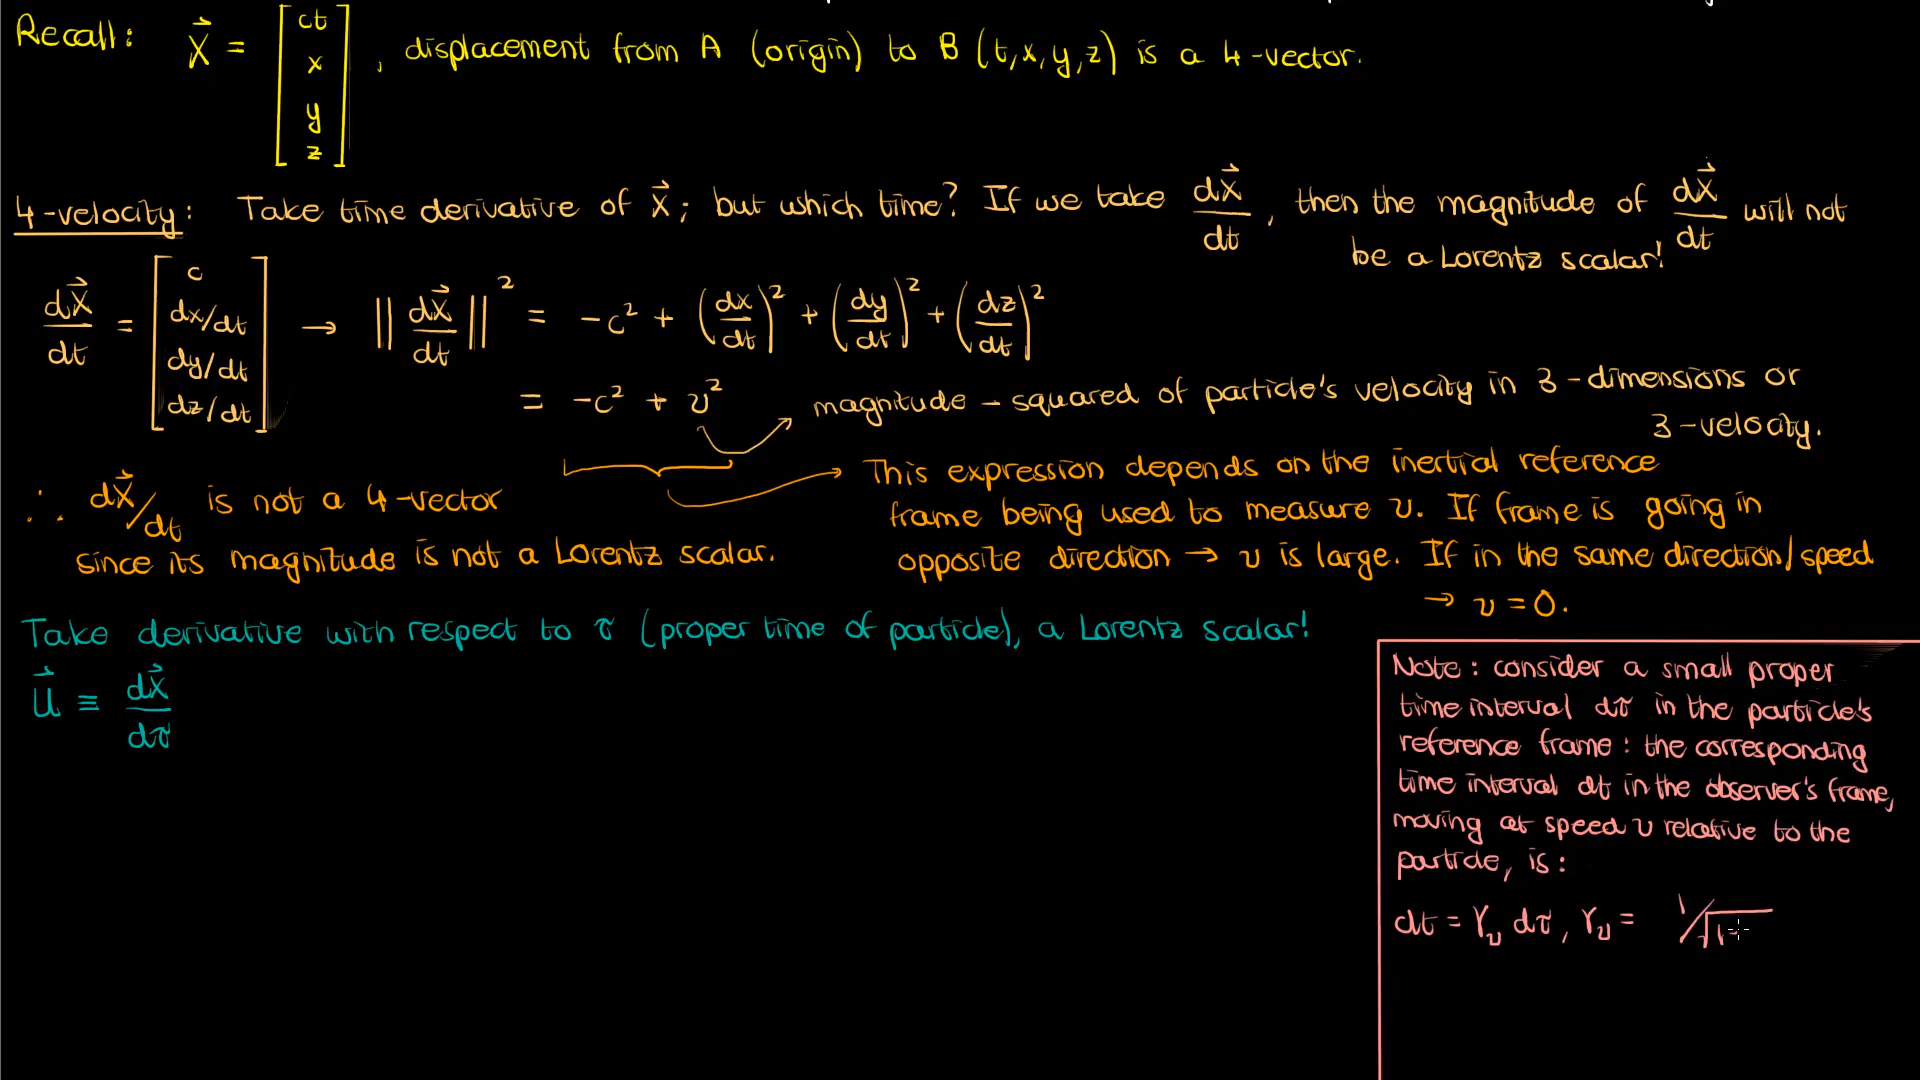 Recall: X⃗ = [ct x y z], displacement from A (origin) to B (t,x,y,z) is a 4-vector.
4-velocity: Take time derivative of X⃗; but which time? If we take dX⃗/dt, then the magnitude of dX⃗/dt will not
be a Lorentz scalar!
dX⃗/dt = [c dx/dt dy/dt dz/dt] → ||dX⃗/dt||² = -c² + (dx/dt)² + (dy/dt)² + (dz/dt)²
= -c² + v² magnitude-squared of particle's velocity in 3-dimensions or
3-velocity.
∴ dX⃗/dt is not a 4-vector
since its magnitude is not a Lorentz scalar.
This expression depends on the inertial reference
frame being used to measure v. If frame is going in
opposite direction → v is large. If in the same direction/speed
→ v = 0.
Take derivative with respect to τ (proper time of particle), a Lorentz scalar!
U⃗ ≡ dX⃗/dτ
Note: consider a small proper
time interval dτ in the particle's
reference frame: the corresponding
time interval dt in the observer's frame,
moving at speed v relative to the
particle, is:
dt = γᵥ dτ, γᵥ = 1/√1-